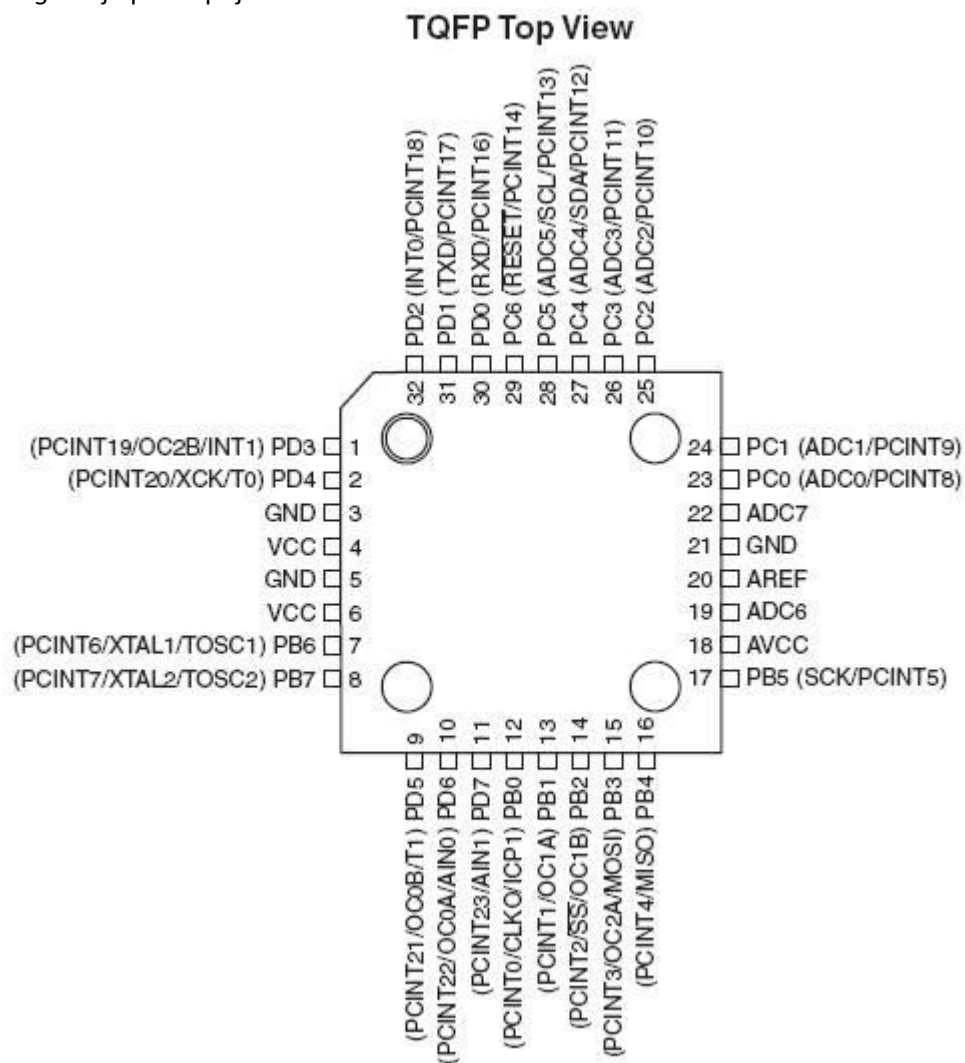 TQFP Top View
32 PD2 (INT0/PCINT18)
31 PD1 (TXD/PCINT17)
30 PD0 (RXD/PCINT16)
29 PC6 (RESET/PCINT14)
28 PC5 (ADC5/SCL/PCINT13)
27 PC4 (ADC4/SDA/PCINT12)
26 PC3 (ADC3/PCINT11)
25 PC2 (ADC2/PCINT10)
(PCINT19/OC2B/INT1) PD3 1
(PCINT20/XCK/T0) PD4 2
GND 3
VCC 4
GND 5
VCC 6
(PCINT6/XTAL1/TOSC1) PB6 7
(PCINT7/XTAL2/TOSC2) PB7 8
24 PC1 (ADC1/PCINT9)
23 PC0 (ADC0/PCINT8)
22 ADC7
21 GND
20 AREF
19 ADC6
18 AVCC
17 PB5 (SCK/PCINT5)
(PCINT21/OC0B/T1) PD5 9
(PCINT22/OC0A/AIN0) PD6 10
(PCINT23/AIN1) PD7 11
(PCINT0/CLKO/ICP1) PB0 12
(PCINT1/OC1A) PB1 13
(PCINT2/SS/OC1B) PB2 14
(PCINT3/OC2A/MOSI) PB3 15
(PCINT4/MISO) PB4 16